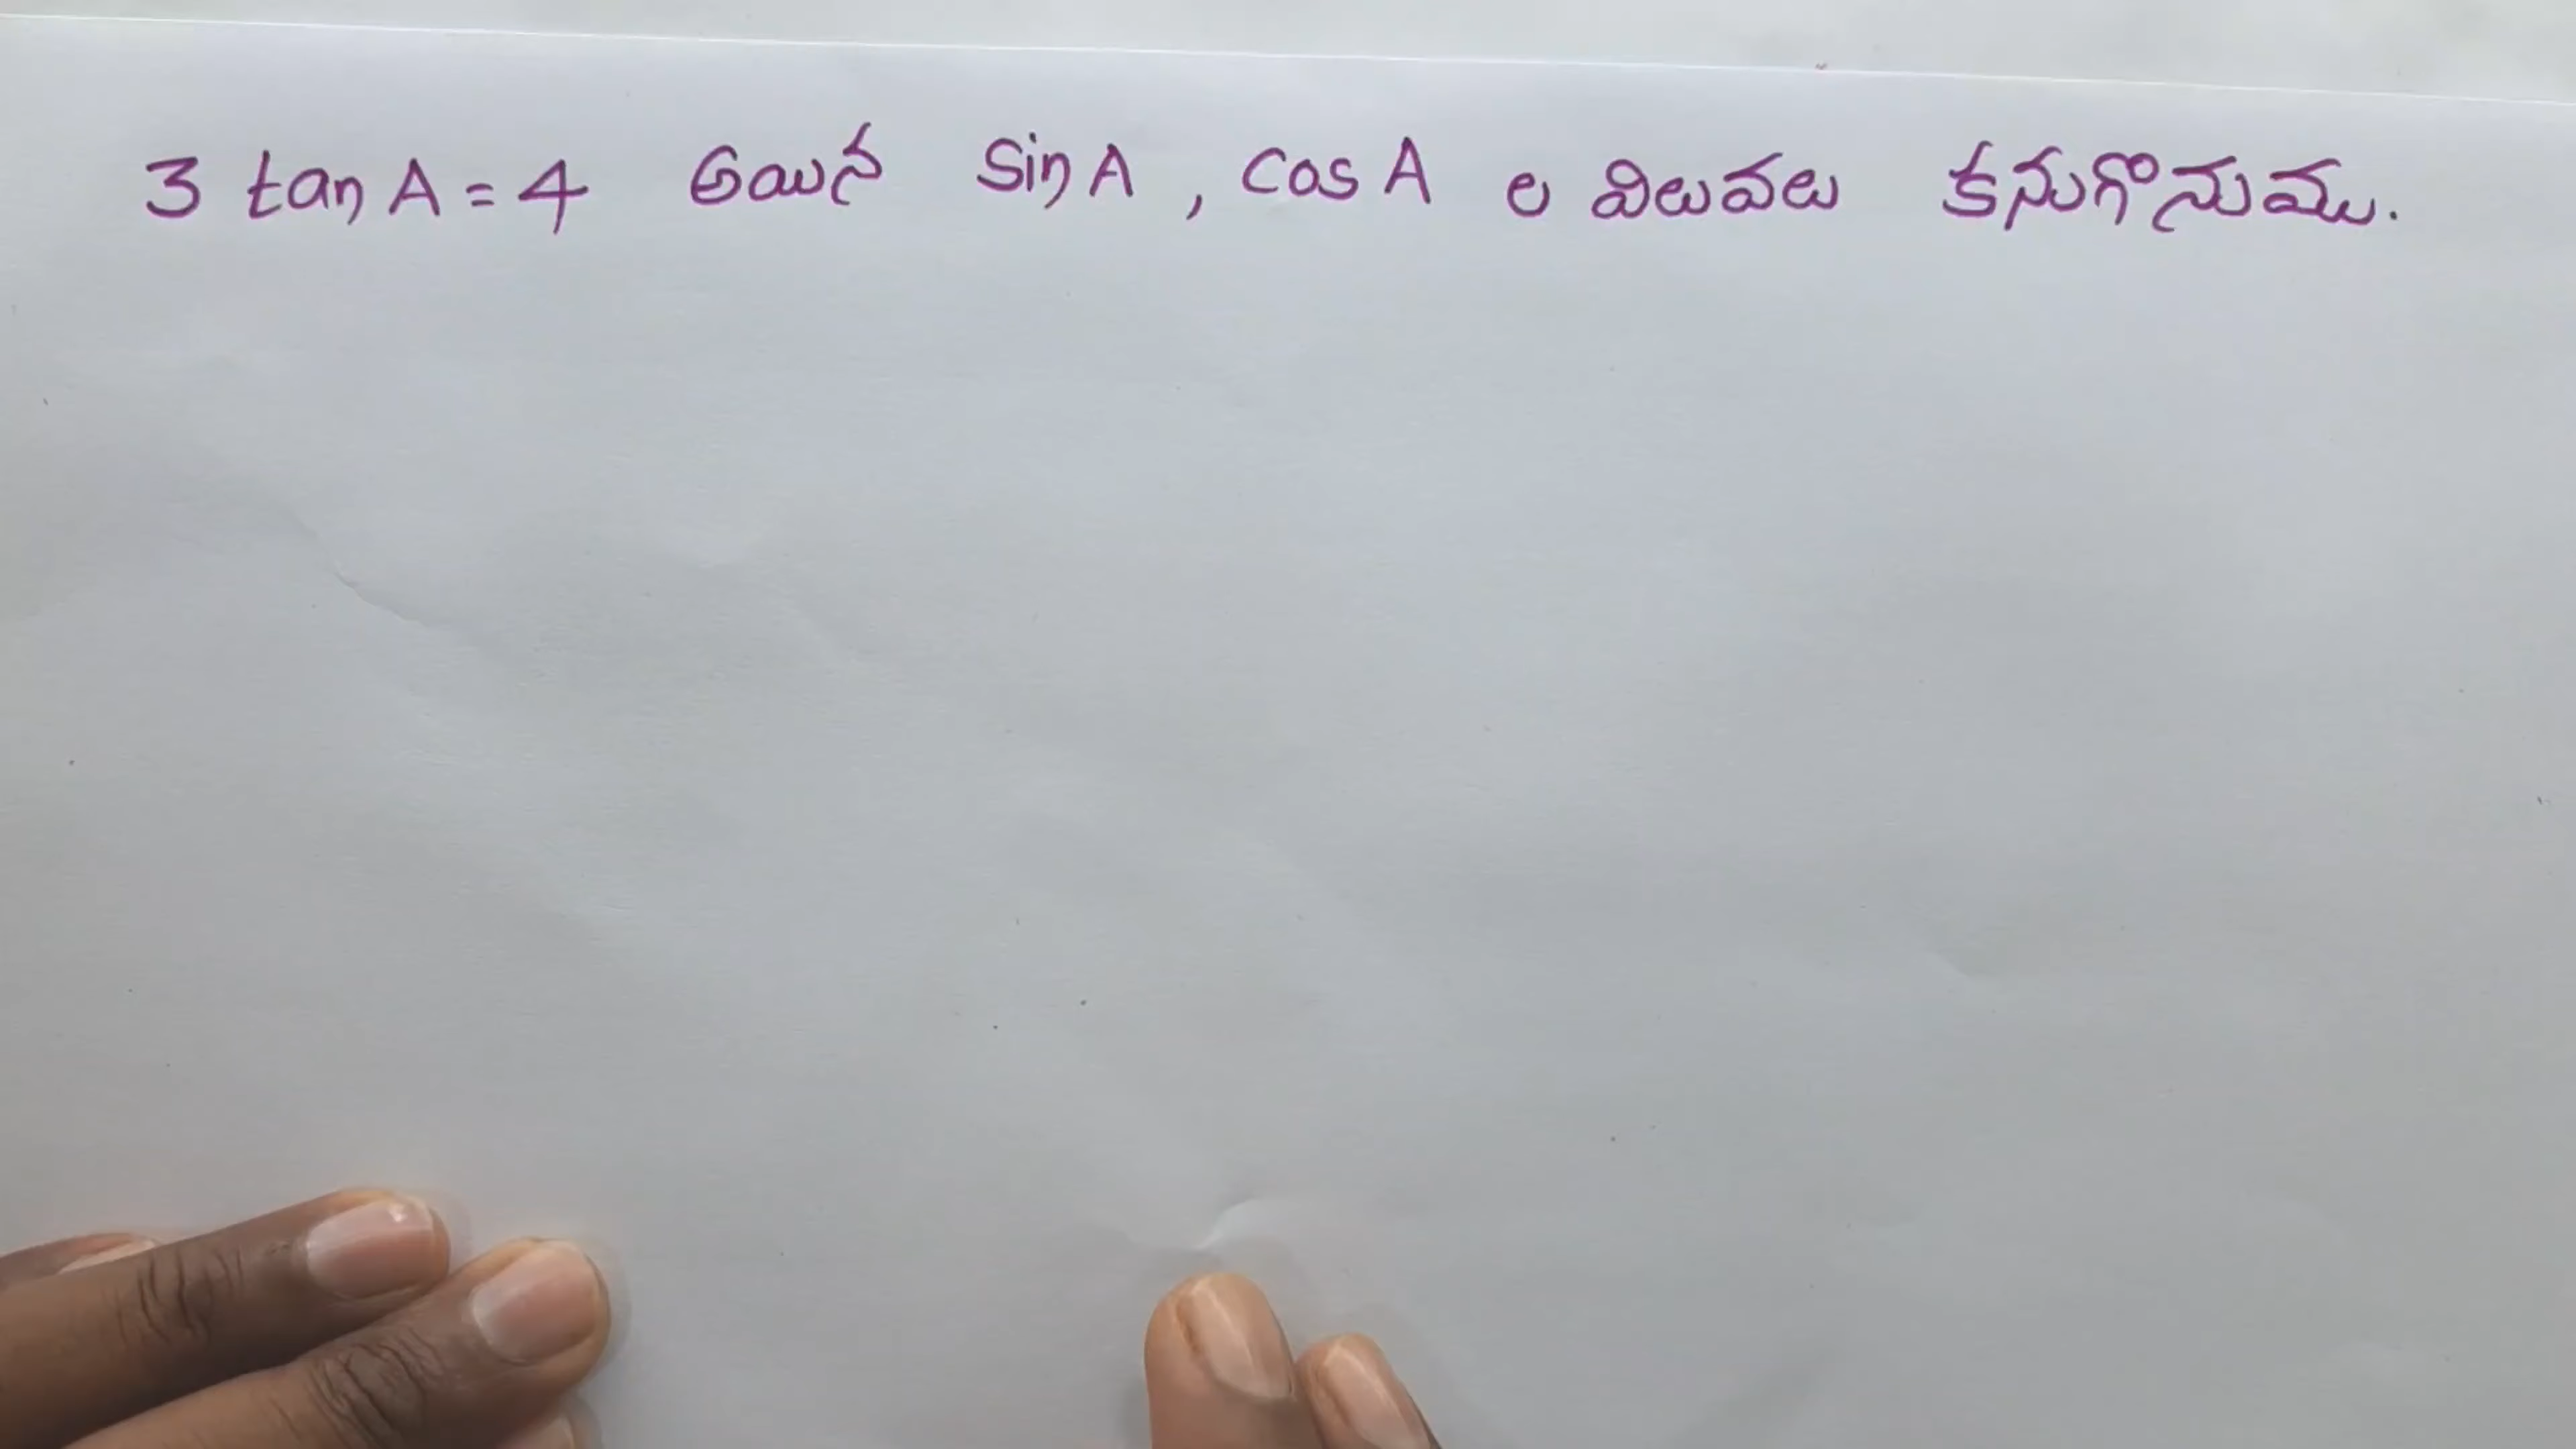 3 tan A = 4 అయిన sin A , cos A ల విలువలు కనుగొనుము.